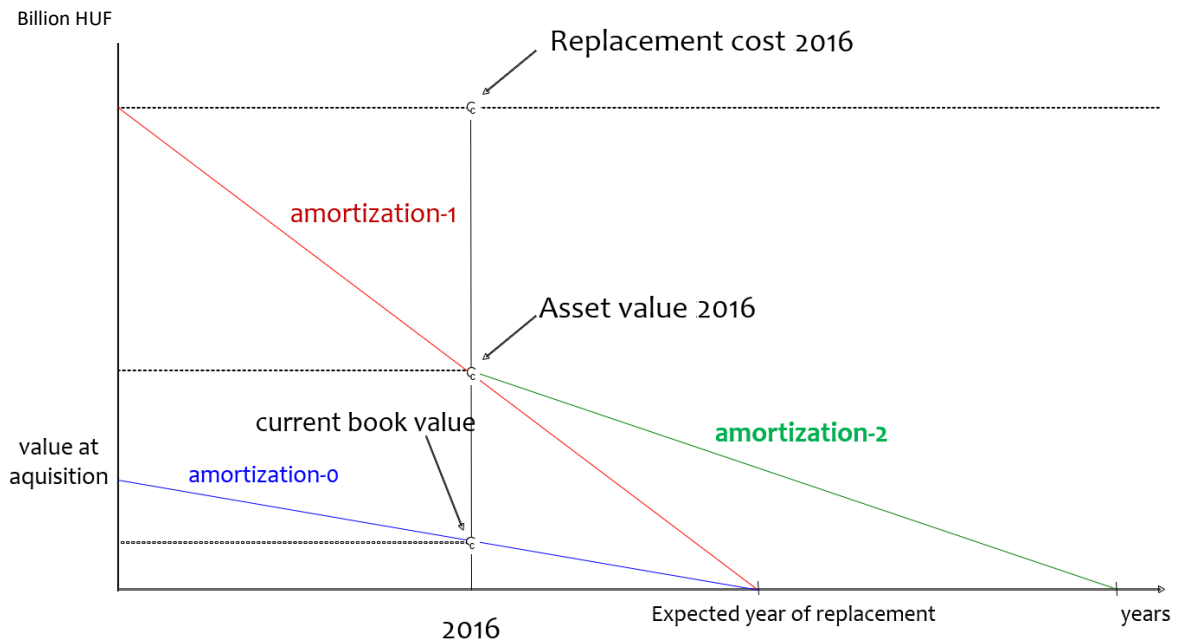 Billion HUF
Replacement cost 2016
amortization-1
Asset value 2016
current book value
amortization-2
value at
aquisition
amortization-0
Expected year of replacement
years
2016